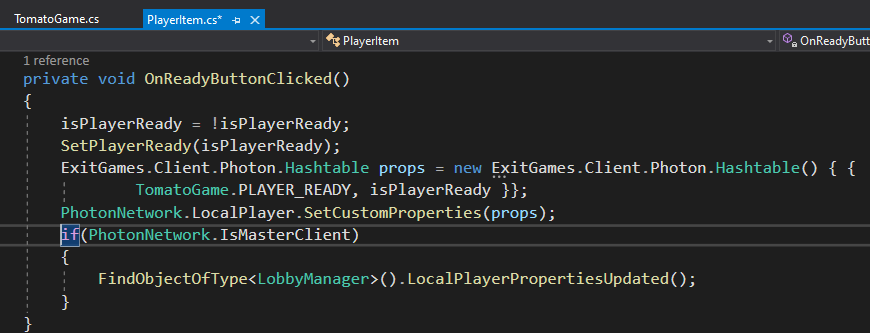 TomatoGame.cs
PlayerItem.cs*
PlayerItem
OnReadyButt
1 reference
private void OnReadyButtonClicked()
{
isPlayerReady = !isPlayerReady;
SetPlayerReady(isPlayerReady);
ExitGames.Client.Photon.Hashtable props = new ExitGames.Client.Photon.Hashtable() { {
TomatoGame.PLAYER_READY, isPlayerReady }};
PhotonNetwork.LocalPlayer.SetCustomProperties(props);
if(PhotonNetwork.IsMasterClient)
{
FindObjectOfType<LobbyManager>().LocalPlayerPropertiesUpdated();
}
}